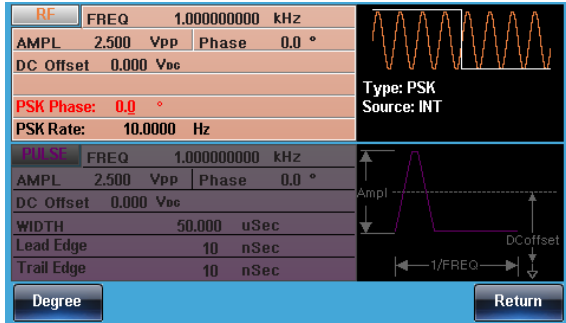 RF FREQ 1.000000000 kHz
AMPL 2.500 Vpp Phase 0.0 °
DC Offset 0.000 VDC
PSK Phase: 0.0 °
PSK Rate: 10.0000 Hz
Type: PSK
Source: INT
PULSE FREQ 1.000000000 kHz
AMPL 2.500 Vpp Phase 0.0 °
DC Offset 0.000 VDC
WIDTH 50.000 uSec
Lead Edge 10 nSec
Trail Edge 10 nSec
Ampl
DCoffset
1/FREQ
Degree Return